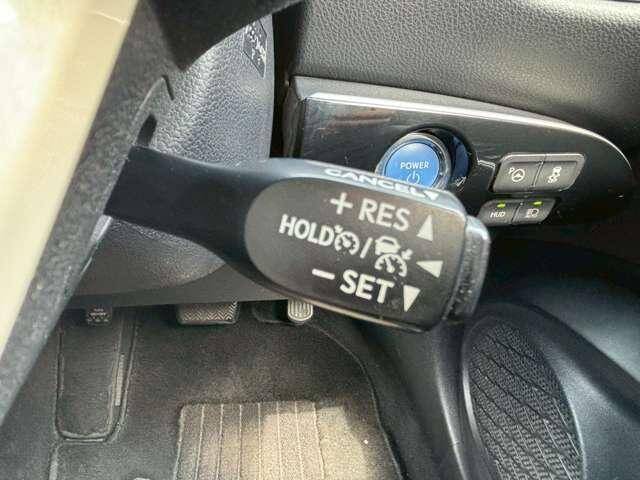 POWER
P
CANCEL
+ RES
HOLD /
− SET
HUD